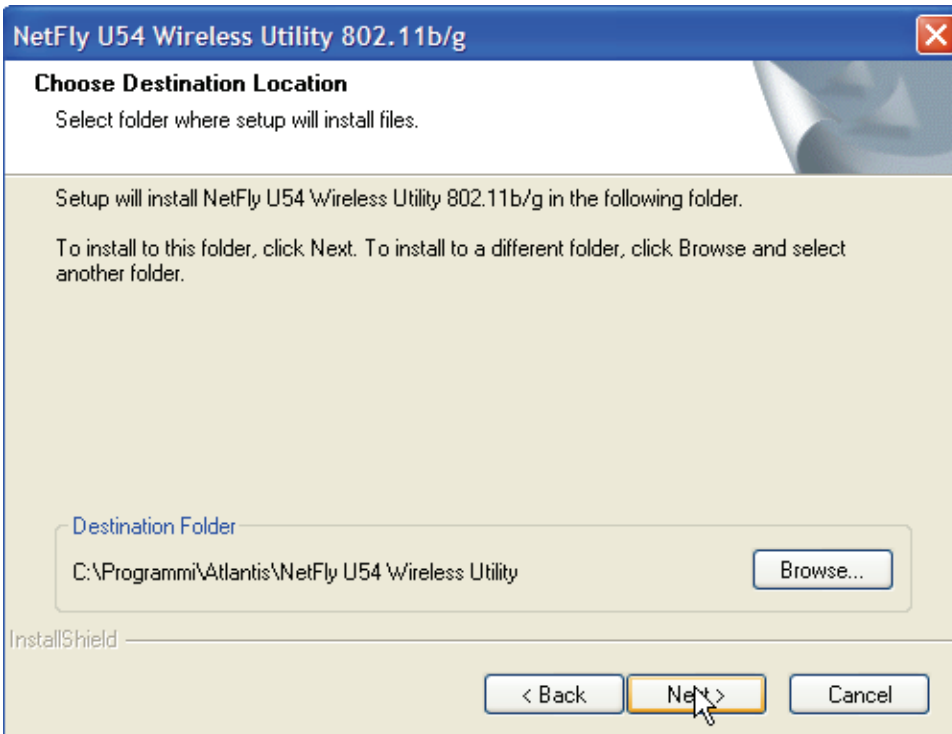 NetFly U54 Wireless Utility 802.11b/g
Choose Destination Location
Select folder where setup will install files.
Setup will install NetFly U54 Wireless Utility 802.11b/g in the following folder.
To install to this folder, click Next. To install to a different folder, click Browse and select
another folder.
Destination Folder
C:\Programmi\Atlantis\NetFly U54 Wireless Utility
Browse...
InstallShield
< Back
Next >
Cancel